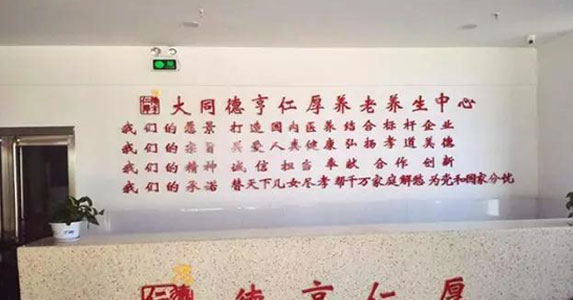 大同德亨仁厚养老养生中心
我们的愿景 打造国内医养结合标杆企业
我们的宗旨 关爱人类健康 弘扬孝道美德
我们的精神 诚信 担当 奉献 合作 创新
我们的承诺 替天下儿女尽孝 帮千万家庭解愁 为党和国家分忧
德亨仁厚